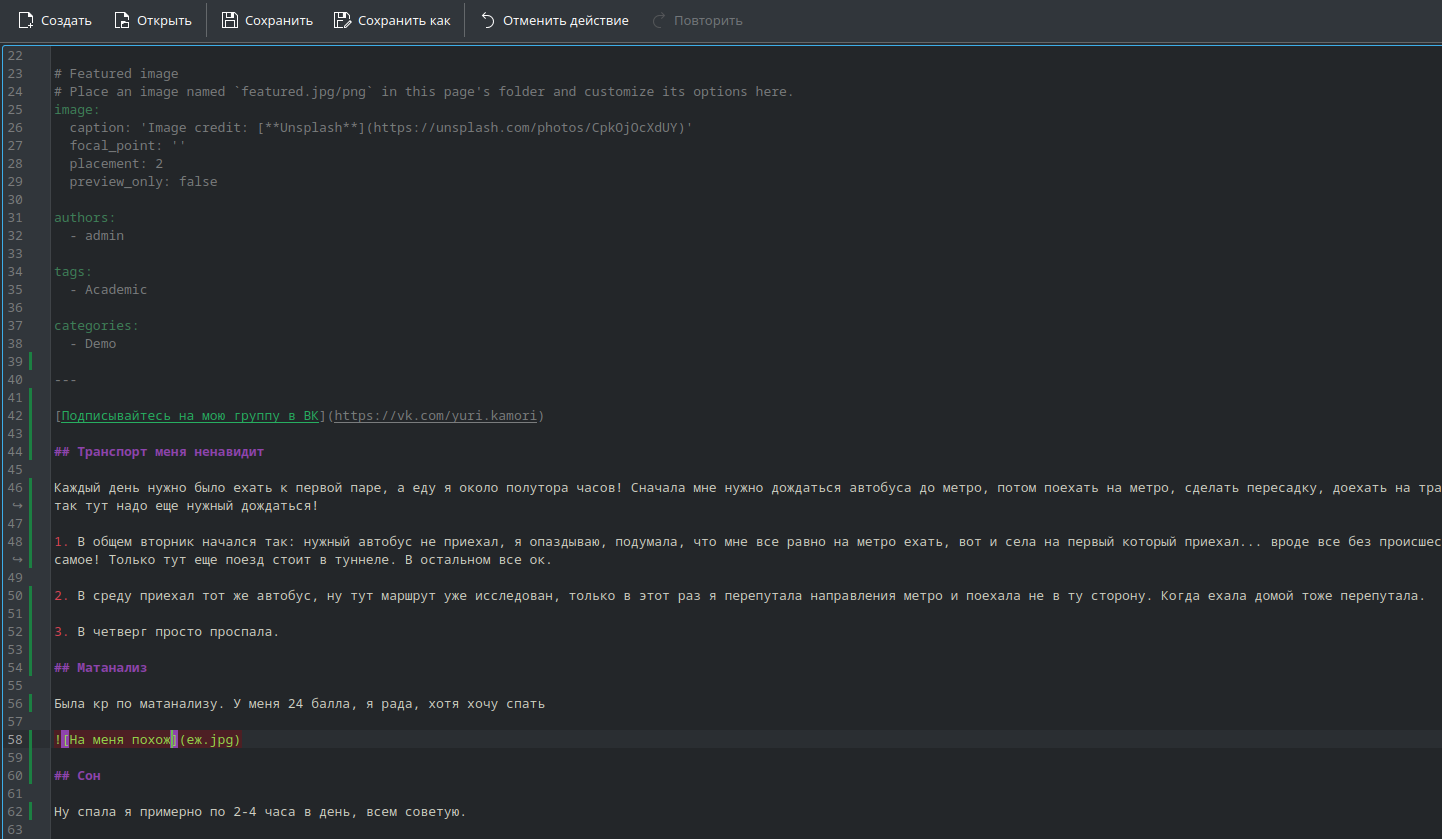 Создать Открыть Сохранить Сохранить как Отменить действие Повторить
22
23 # Featured image
24 # Place an image named `featured.jpg/png` in this page's folder and customize its options here.
25 image:
26   caption: 'Image credit: [**Unsplash**](https://unsplash.com/photos/CpkOjOcXdUY)'
27   focal_point: ''
28   placement: 2
29   preview_only: false
30
31 authors:
32   - admin
33
34 tags:
35   - Academic
36
37 categories:
38   - Demo
39
40 ---
41
42 [Подписывайтесь на мою группу в ВК](https://vk.com/yuri.kamori)
43
44 ## Транспорт меня ненавидит
45
46 Каждый день нужно было ехать к первой паре, а еду я около полутора часов! Сначала мне нужно дождаться автобуса до метро, потом поехать на метро, сделать пересадку, доехать на тра
↪ так тут надо еще нужный дождаться!
47
48 1. В общем вторник начался так: нужный автобус не приехал, я опаздываю, подумала, что мне все равно на метро ехать, вот и села на первый который приехал... вроде все без происшес
↪ самое! Только тут еще поезд стоит в туннеле. В остальном все ок.
49
50 2. В среду приехал тот же автобус, ну тут маршрут уже исследован, только в этот раз я перепутала направления метро и поехала не в ту сторону. Когда ехала домой тоже перепутала.
51
52 3. В четверг просто проспала.
53
54 ## Матанализ
55
56 Была кр по матанализу. У меня 24 балла, я рада, хотя хочу спать
57
58 ![На меня похож](еж.jpg)
59
60 ## Сон
61
62 Ну спала я примерно по 2-4 часа в день, всем советую.
63